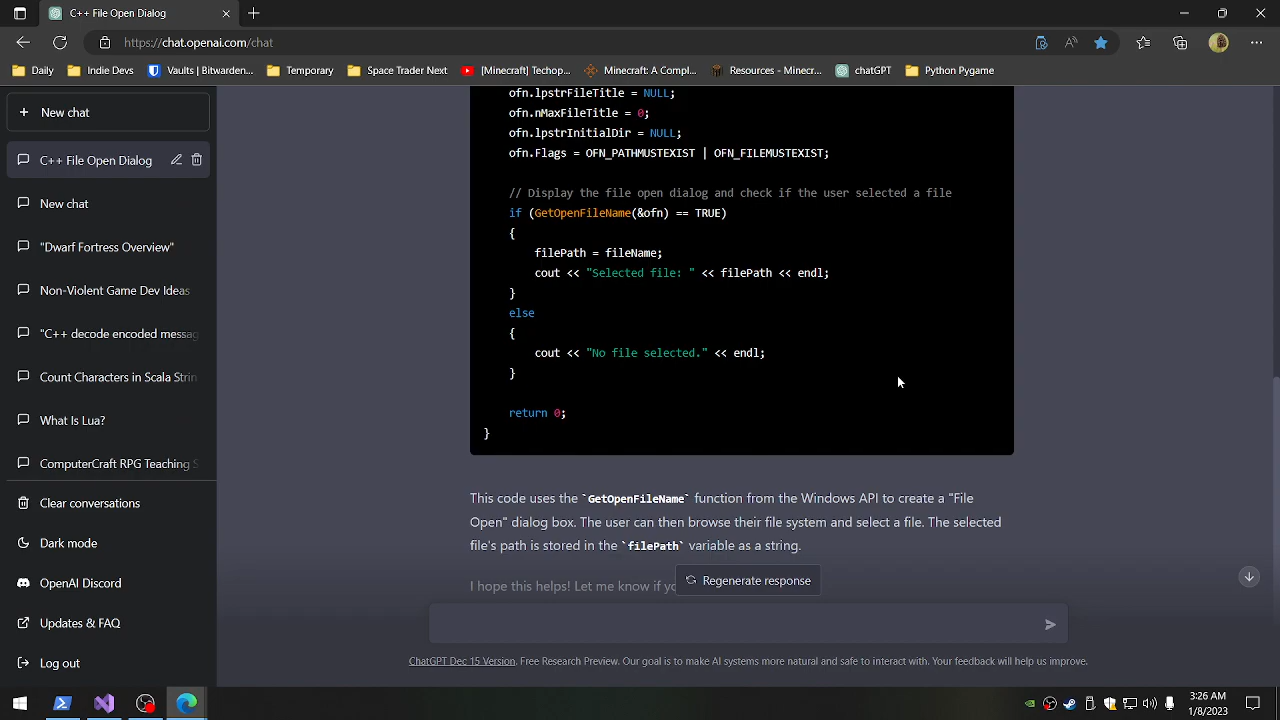 C++ File Open Dialog
https://chat.openai.com/chat
Daily
Indie Devs
Vaults | Bitwarden...
Temporary
Space Trader Next
[Minecraft] Techop...
Minecraft: A Compl...
Resources - Minecr...
chatGPT
Python Pygame
New chat
C++ File Open Dialog
New chat
"Dwarf Fortress Overview"
Non-Violent Game Dev Ideas
"C++ decode encoded messag
Count Characters in Scala Strin
What Is Lua?
ComputerCraft RPG Teaching S
Clear conversations
Dark mode
OpenAI Discord
Updates & FAQ
Log out
ofn.lpstrFileTitle = NULL;
ofn.nMaxFileTitle = 0;
ofn.lpstrInitialDir = NULL;
ofn.Flags = OFN_PATHMUSTEXIST | OFN_FILEMUSTEXIST;
// Display the file open dialog and check if the user selected a file
if (GetOpenFileName(&ofn) == TRUE)
{
filePath = fileName;
cout << "Selected file: " << filePath << endl;
}
else
{
cout << "No file selected." << endl;
}
return 0;
}
This code uses the `GetOpenFileName` function from the Windows API to create a "File
Open" dialog box. The user can then browse their file system and select a file. The selected
file's path is stored in the `filePath` variable as a string.
I hope this helps! Let me know if yo
Regenerate response
ChatGPT Dec 15 Version. Free Research Preview. Our goal is to make AI systems more natural and safe to interact with. Your feedback will help us improve.
3:26 AM
1/8/2023